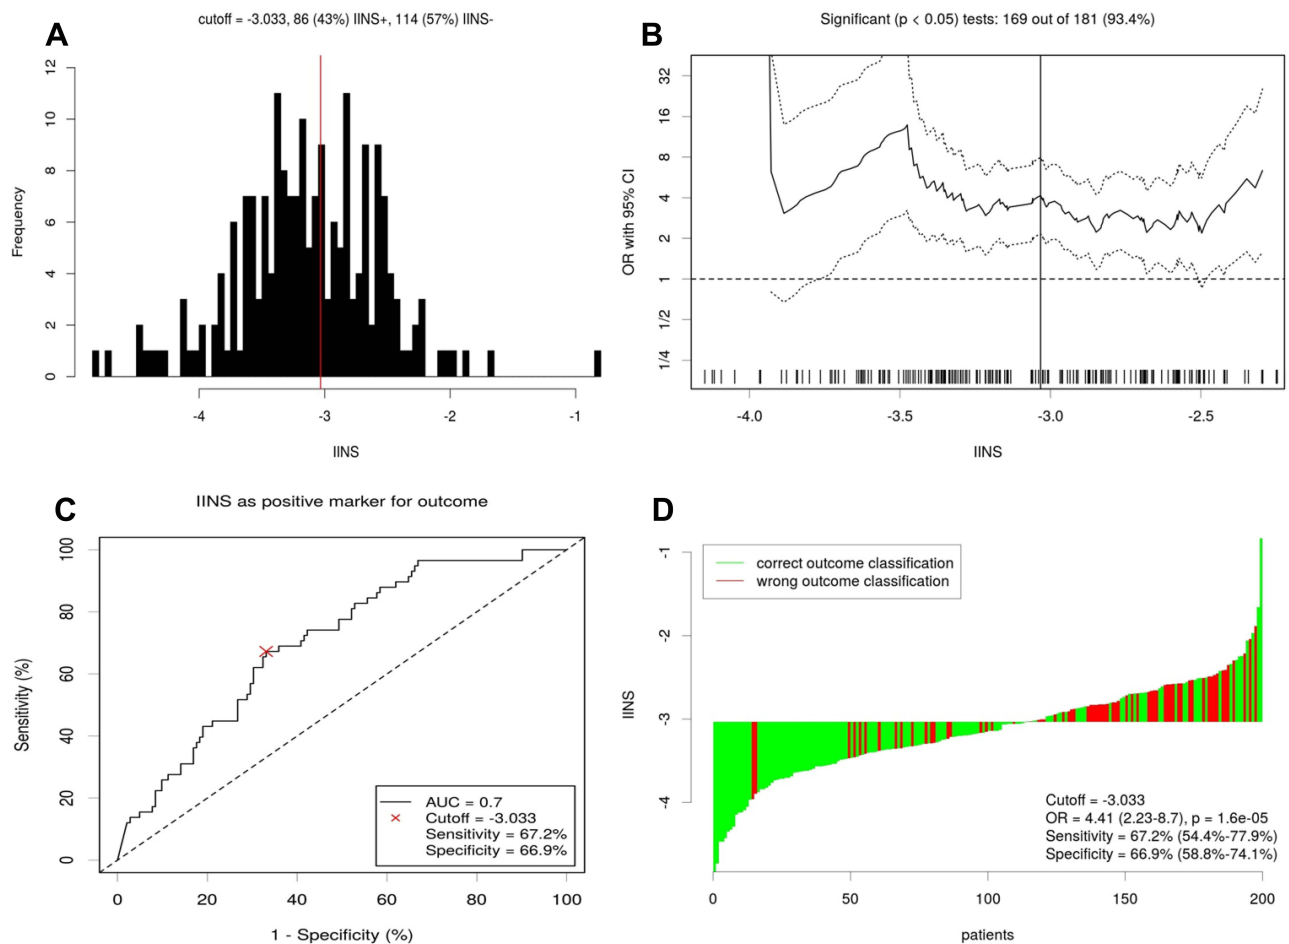 A
cutoff = -3.033, 86 (43%) IINS+, 114 (57%) IINS-
Frequency
12
10
8
6
4
2
0
-4
-3
-2
-1
IINS
B
Significant (p < 0.05) tests: 169 out of 181 (93.4%)
OR with 95% CI
32
16
8
4
2
1
1/2
1/4
-4.0
-3.5
-3.0
-2.5
IINS
C
IINS as positive marker for outcome
Sensitivity (%)
100
80
60
40
20
0
AUC = 0.7
Cutoff = -3.033
Sensitivity = 67.2%
Specificity = 66.9%
0
20
40
60
80
100
1 - Specificity (%)
D
IINS
-1
-2
-3
-4
correct outcome classification
wrong outcome classification
Cutoff = -3.033
OR = 4.41 (2.23-8.7), p = 1.6e-05
Sensitivity = 67.2% (54.4%-77.9%)
Specificity = 66.9% (58.8%-74.1%)
0
50
100
150
200
patients